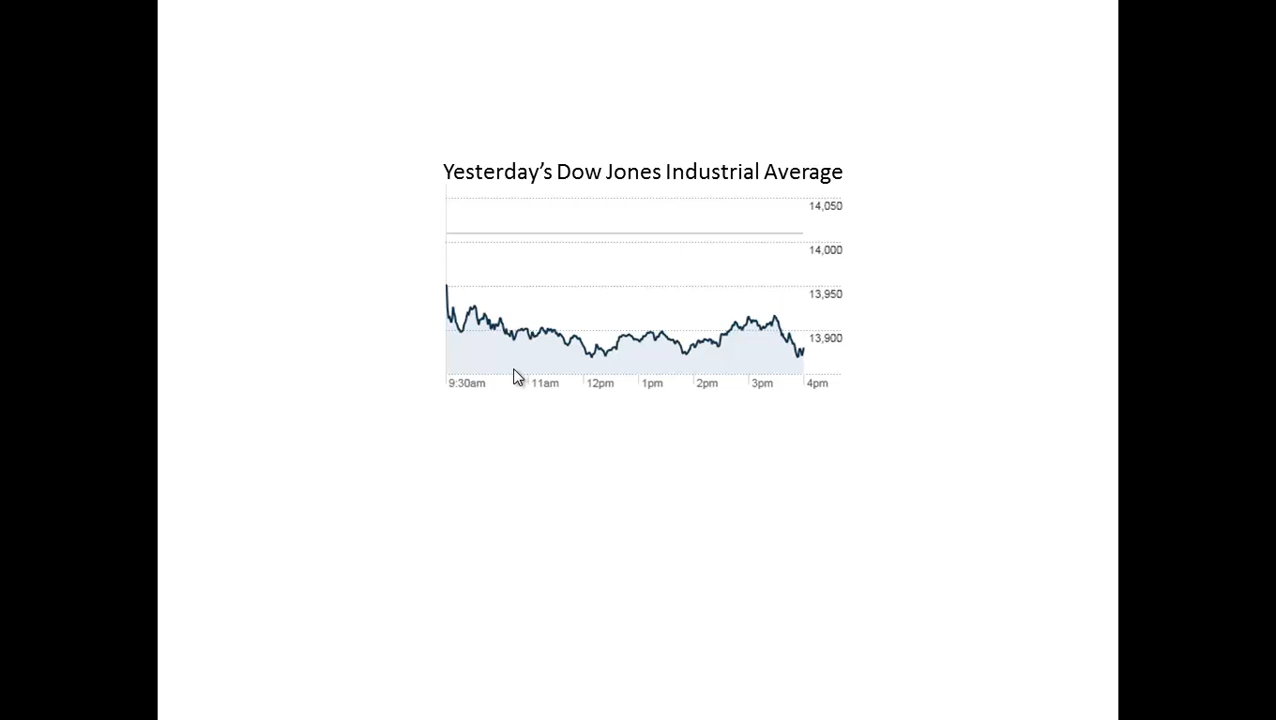 Yesterday’s Dow Jones Industrial Average
14,050
14,000
13,950
13,900
9:30am 11am 12pm 1pm 2pm 3pm 4pm